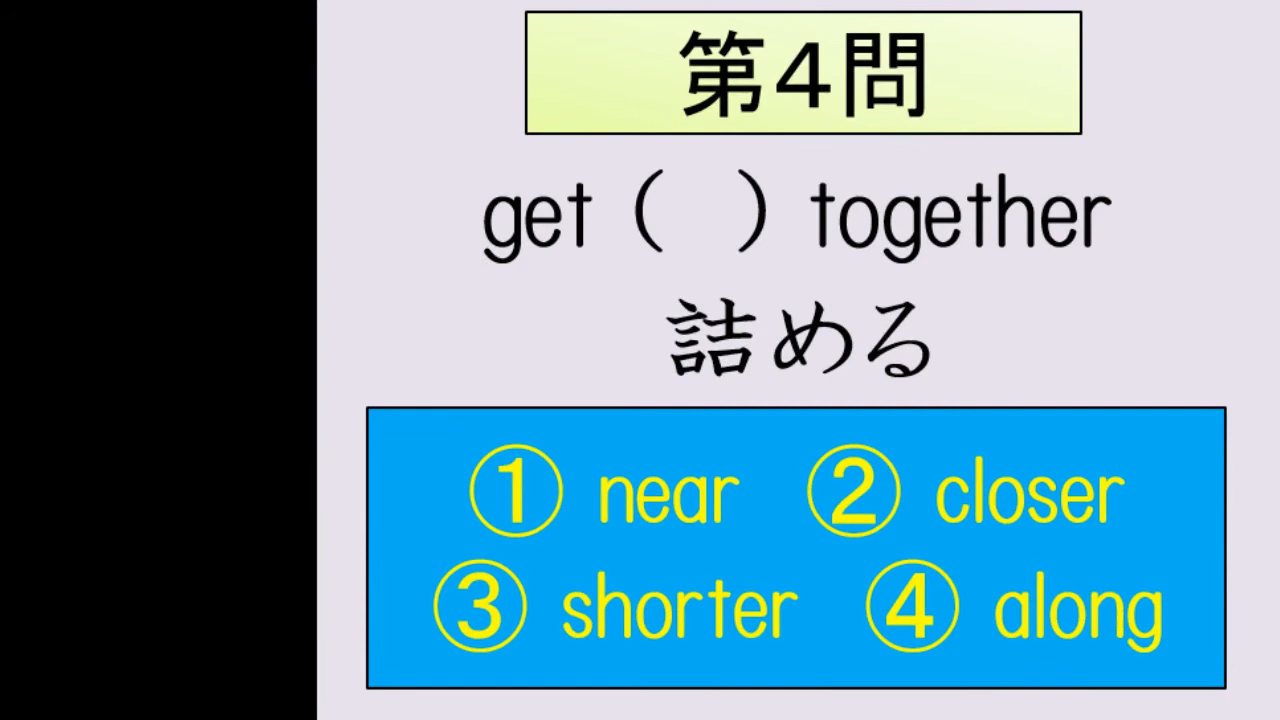 第4問
get（　）together
詰める
① near ② closer
③ shorter ④ along